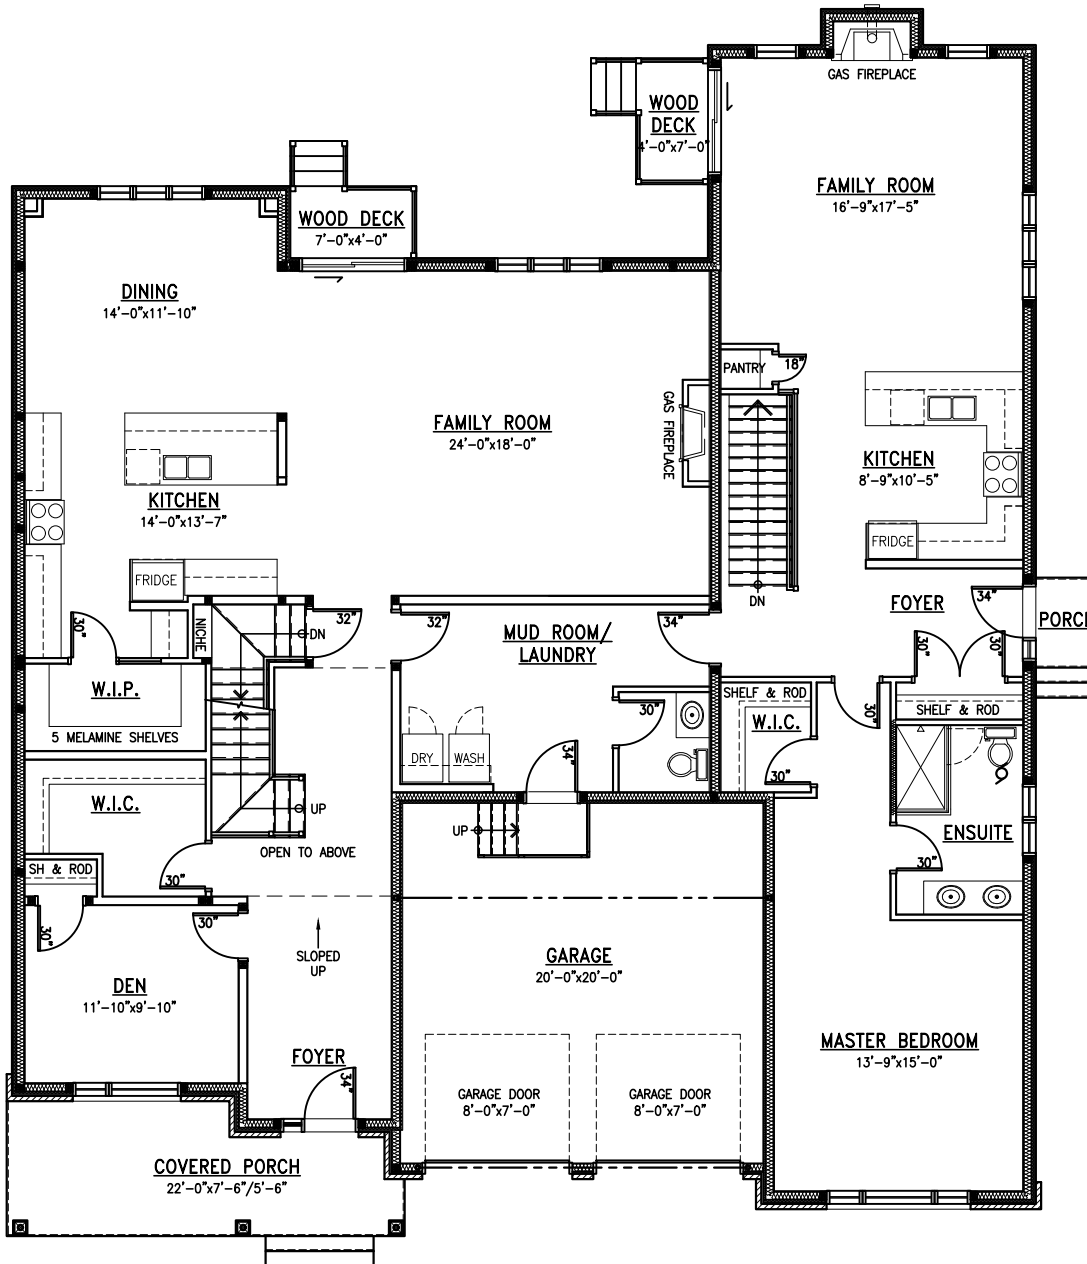 GAS FIREPLACE
WOOD
DECK
4'-0"x7'-0"
FAMILY ROOM
16'-9"x17'-5"
WOOD DECK
7'-0"x4'-0"
DINING
14'-0"x11'-10"
PANTRY
18"
GAS FIREPLACE
FAMILY ROOM
24'-0"x18'-0"
KITCHEN
8'-9"x10'-5"
KITCHEN
14'-0"x13'-7"
FRIDGE
FRIDGE
DN
FOYER
34"
PORCH
30"
NICHE
DN
32"
32"
MUD ROOM/
LAUNDRY
34"
30"
30"
W.I.P.
5 MELAMINE SHELVES
SHELF & ROD
W.I.C.
30"
30"
SHELF & ROD
30"
DRY
WASH
34"
30"
W.I.C.
UP
UP
OPEN TO ABOVE
ENSUITE
30"
SH & ROD
30"
30"
30"
SLOPED
UP
GARAGE
20'-0"x20'-0"
DEN
11'-10"x9'-10"
FOYER
34"
MASTER BEDROOM
13'-9"x15'-0"
GARAGE DOOR
8'-0"x7'-0"
GARAGE DOOR
8'-0"x7'-0"
COVERED PORCH
22'-0"x7'-6"/5'-6"